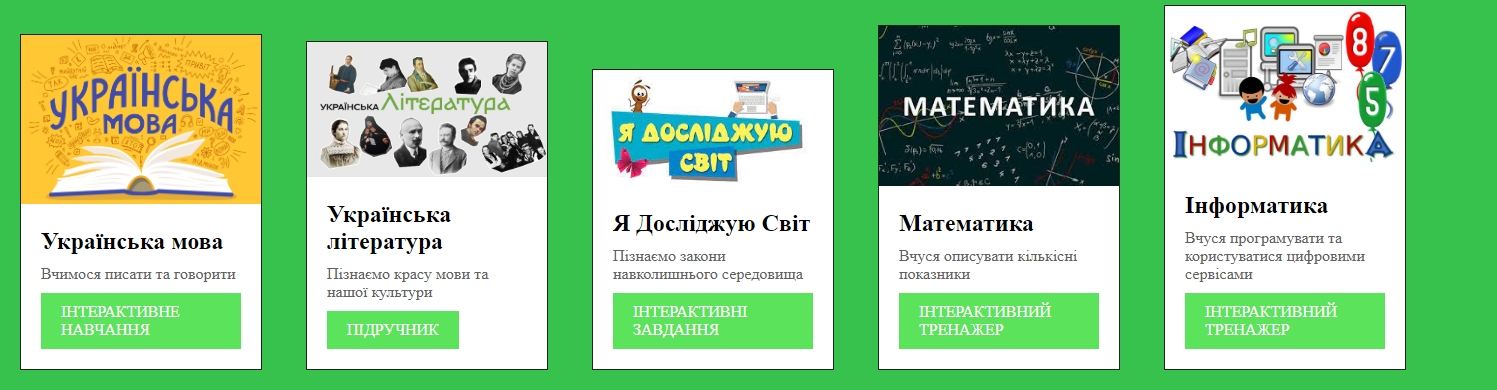 УКРАЇНСЬКА
МОВА
Українська мова
Вчимося писати та говорити
ІНТЕРАКТИВНЕ
НАВЧАННЯ
УКРАЇНСЬКА Література
Українська
література
Пізнаємо красу мови та
нашої культури
ПІДРУЧНИК
Я ДОСЛІДЖУЮ
СВІТ
Я Досліджую Світ
Пізнаємо закони
навколишнього середовища
ІНТЕРАКТИВНІ
ЗАВДАННЯ
МАТЕМАТИКА
Математика
Вчуся описувати кількісні
показники
ІНТЕРАКТИВНИЙ
ТРЕНАЖЕР
8
7
5
ІНФОРМАТИКА
Інформатика
Вчуся програмувати та
користуватися цифровими
сервісами
ІНТЕРАКТИВНИЙ
ТРЕНАЖЕР